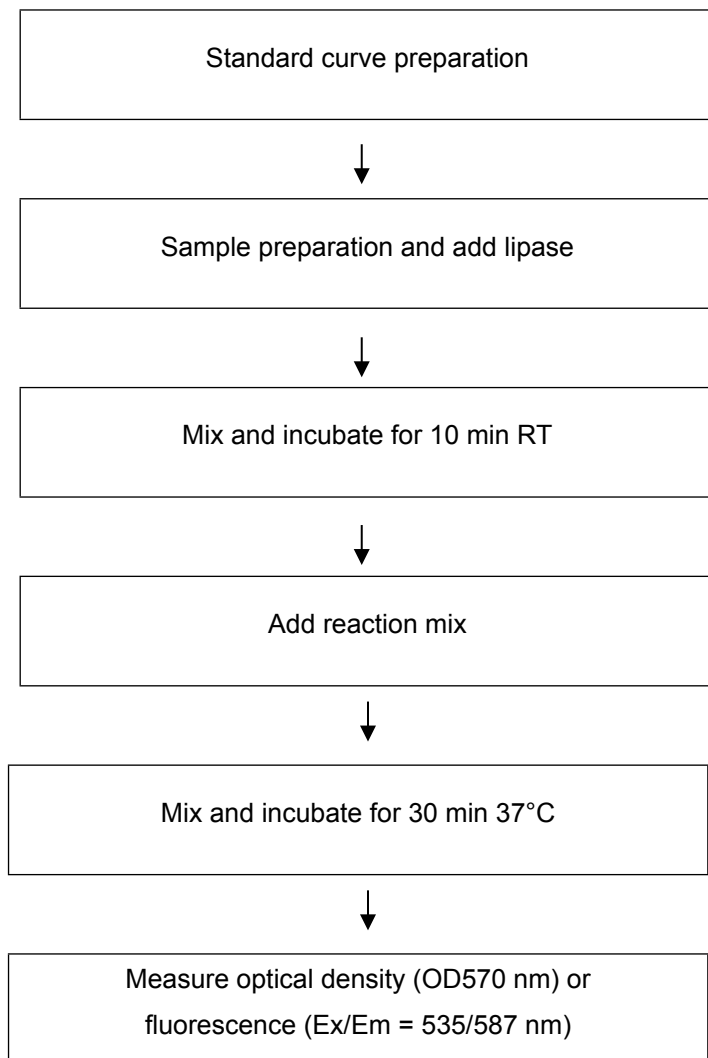 Standard curve preparation
Sample preparation and add lipase
Mix and incubate for 10 min RT
Add reaction mix
Mix and incubate for 30 min 37°C
Measure optical density (OD570 nm) or
fluorescence (Ex/Em = 535/587 nm)